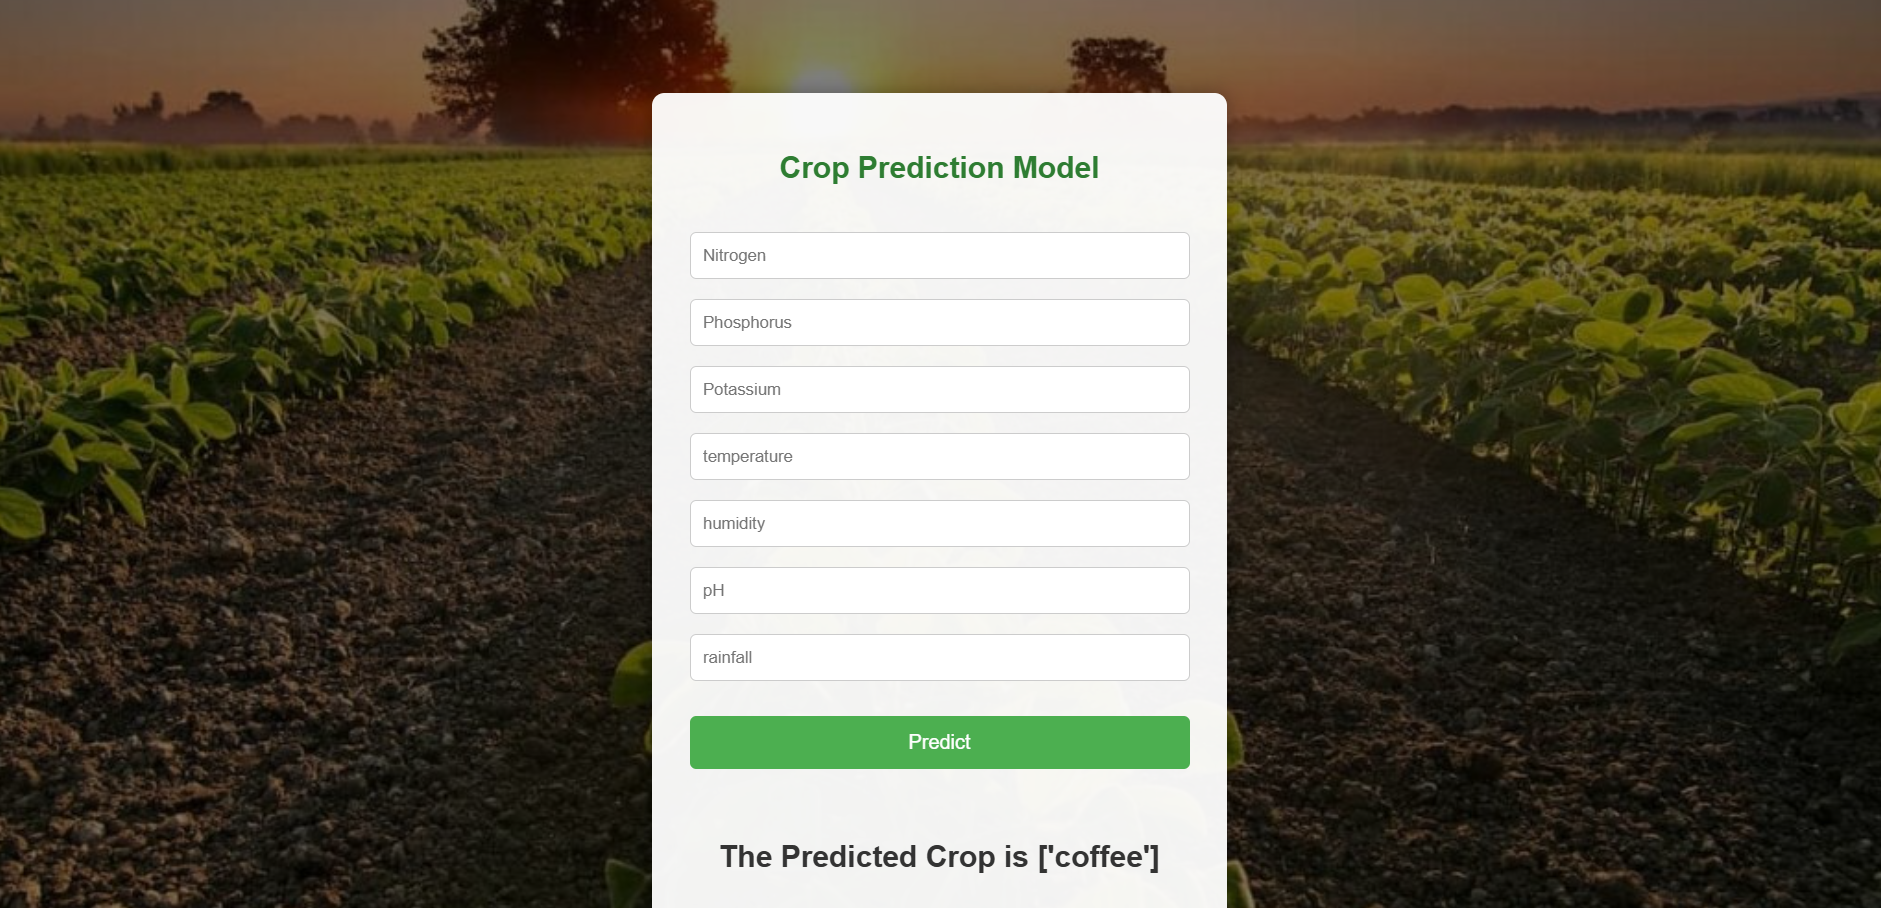 Crop Prediction Model
Nitrogen
Phosphorus
Potassium
temperature
humidity
pH
rainfall
Predict
The Predicted Crop is ['coffee']